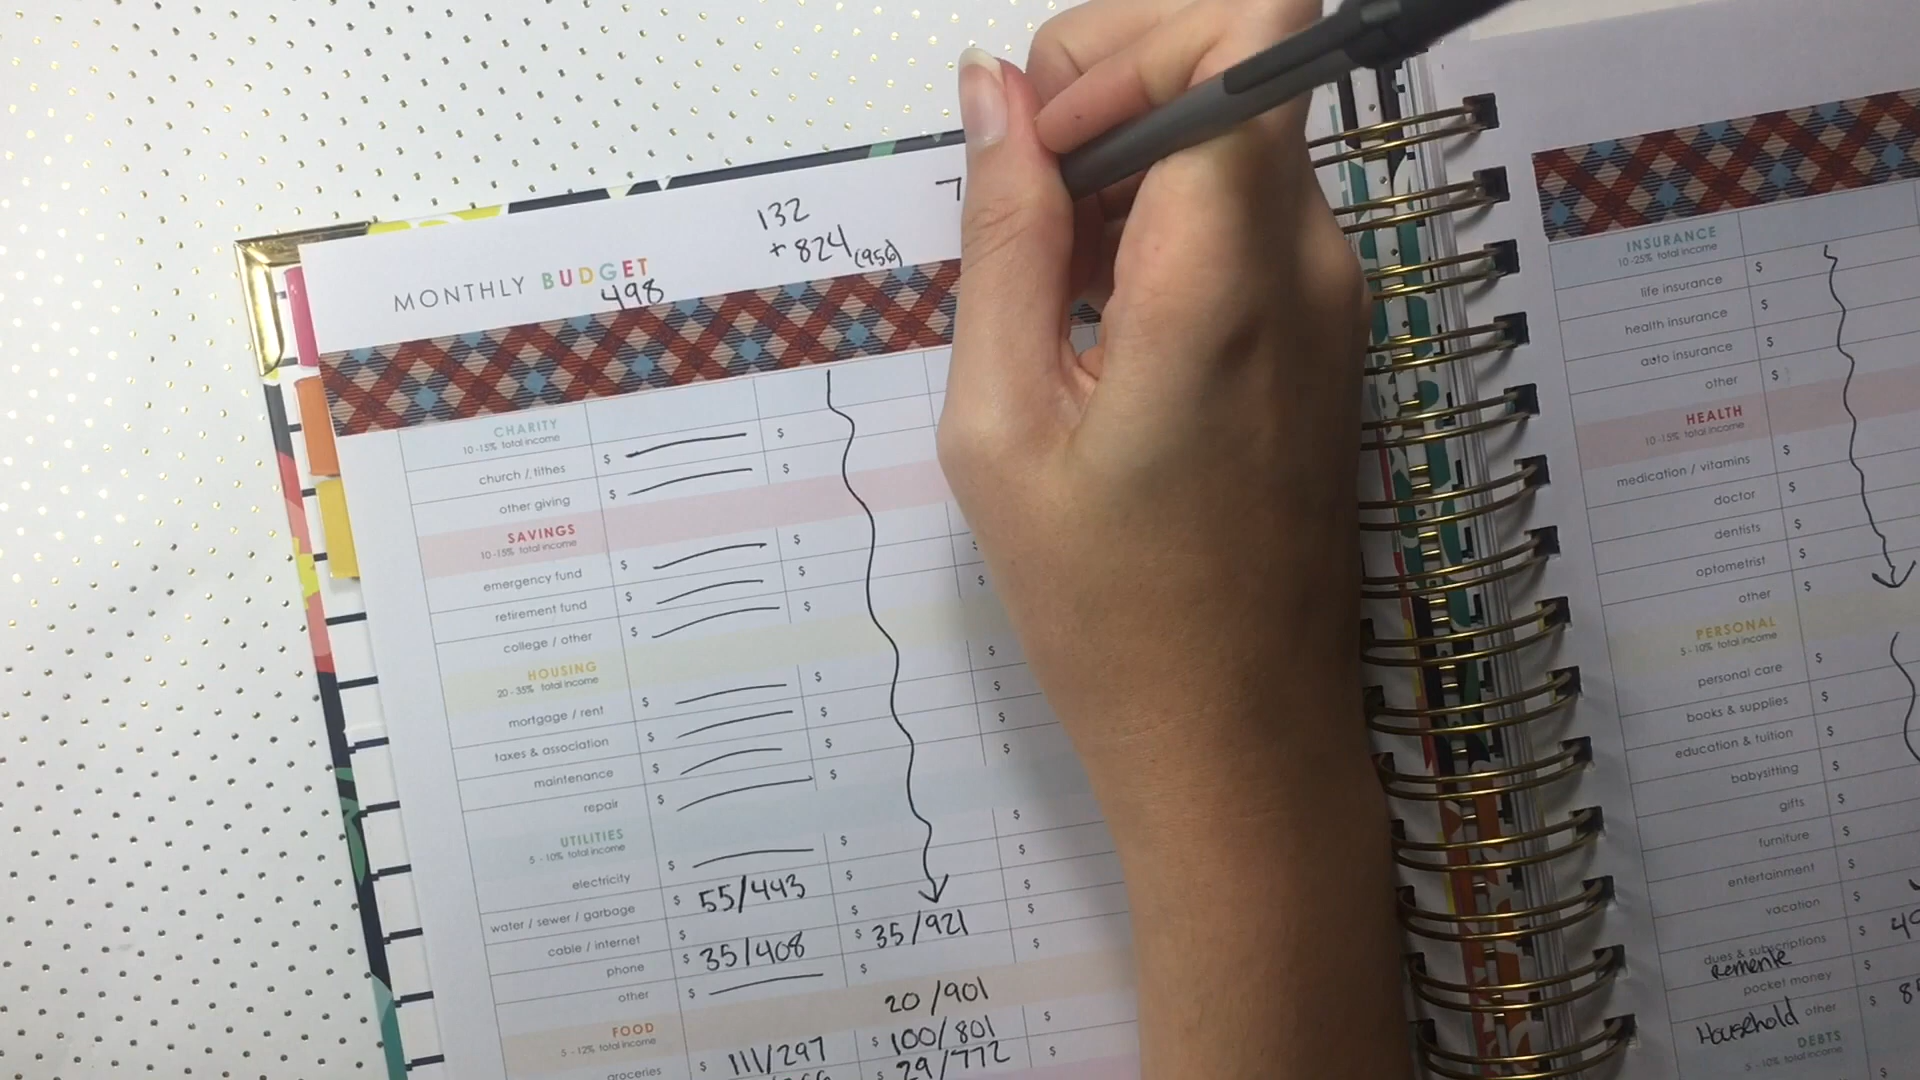 7
132
+ 824 (956)
MONTHLY BUDGET
498
CHARITY
10-15% total income
church / tithes $ $
other giving $ $
SAVINGS
10-15% total income
emergency fund $ $
retirement fund $ $
college / other $ $
HOUSING
20 - 35% total income
mortgage / rent $ $ $
taxes & association $ $ $
maintenance $ $ $
repair $ $ $
UTILITIES
5 - 10% total income
electricity $ $ $
water / sewer / garbage $ 55/443 $ $
cable / internet $ $ $
phone $ 35/408 $ 35/921 $
other $ $ $
20/901
FOOD
5 - 12% total income
groceries $ 111/297 $ 100/801 $
$ 29/772 $
INSURANCE
10-25% total income
life insurance $
health insurance $
auto insurance $
other $
HEALTH
10-15% total income
medication / vitamins $
doctor $
dentists $
optometrist $
other $
PERSONAL
5 - 10% total income
personal care $
books & supplies $
education & tuition $
babysitting $
gifts $
furniture $
entertainment $
vacation $
dues & subscriptions $
Remente
pocket money $
Household other $
DEBTS
5 - 10% total income
$